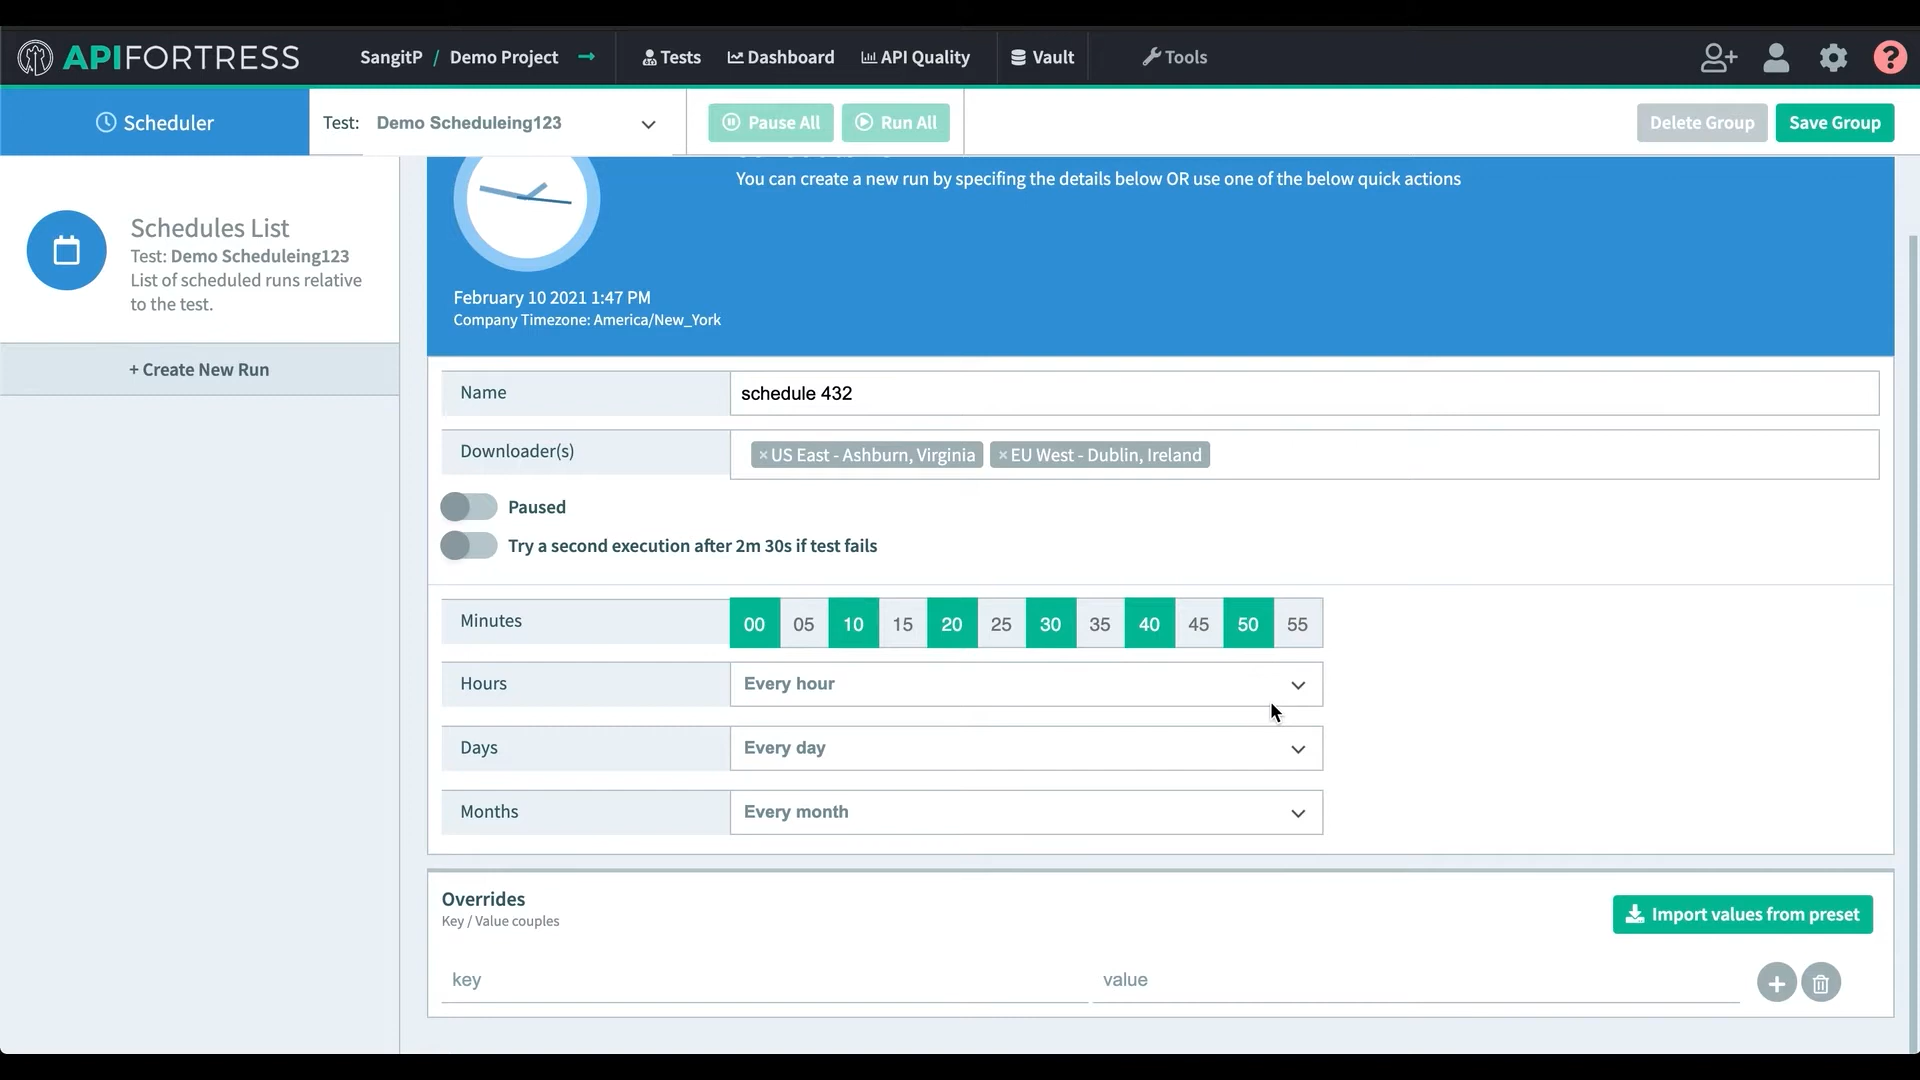 APIFORTRESS SangitP / Demo Project → Tests Dashboard API Quality Vault Tools ?
Scheduler Test: Demo Scheduleing123 Pause All Run All Delete Group Save Group
You can create a new run by specifing the details below OR use one of the below quick actions
Schedules List
Test: Demo Scheduleing123
List of scheduled runs relative
to the test.
+ Create New Run
February 10 2021 1:47 PM
Company Timezone: America/New_York
Name schedule 432
Downloader(s) ×US East - Ashburn, Virginia ×EU West - Dublin, Ireland
Paused
Try a second execution after 2m 30s if test fails
Minutes 00 05 10 15 20 25 30 35 40 45 50 55
Hours Every hour
Days Every day
Months Every month
Overrides
Key / Value couples
Import values from preset
key value